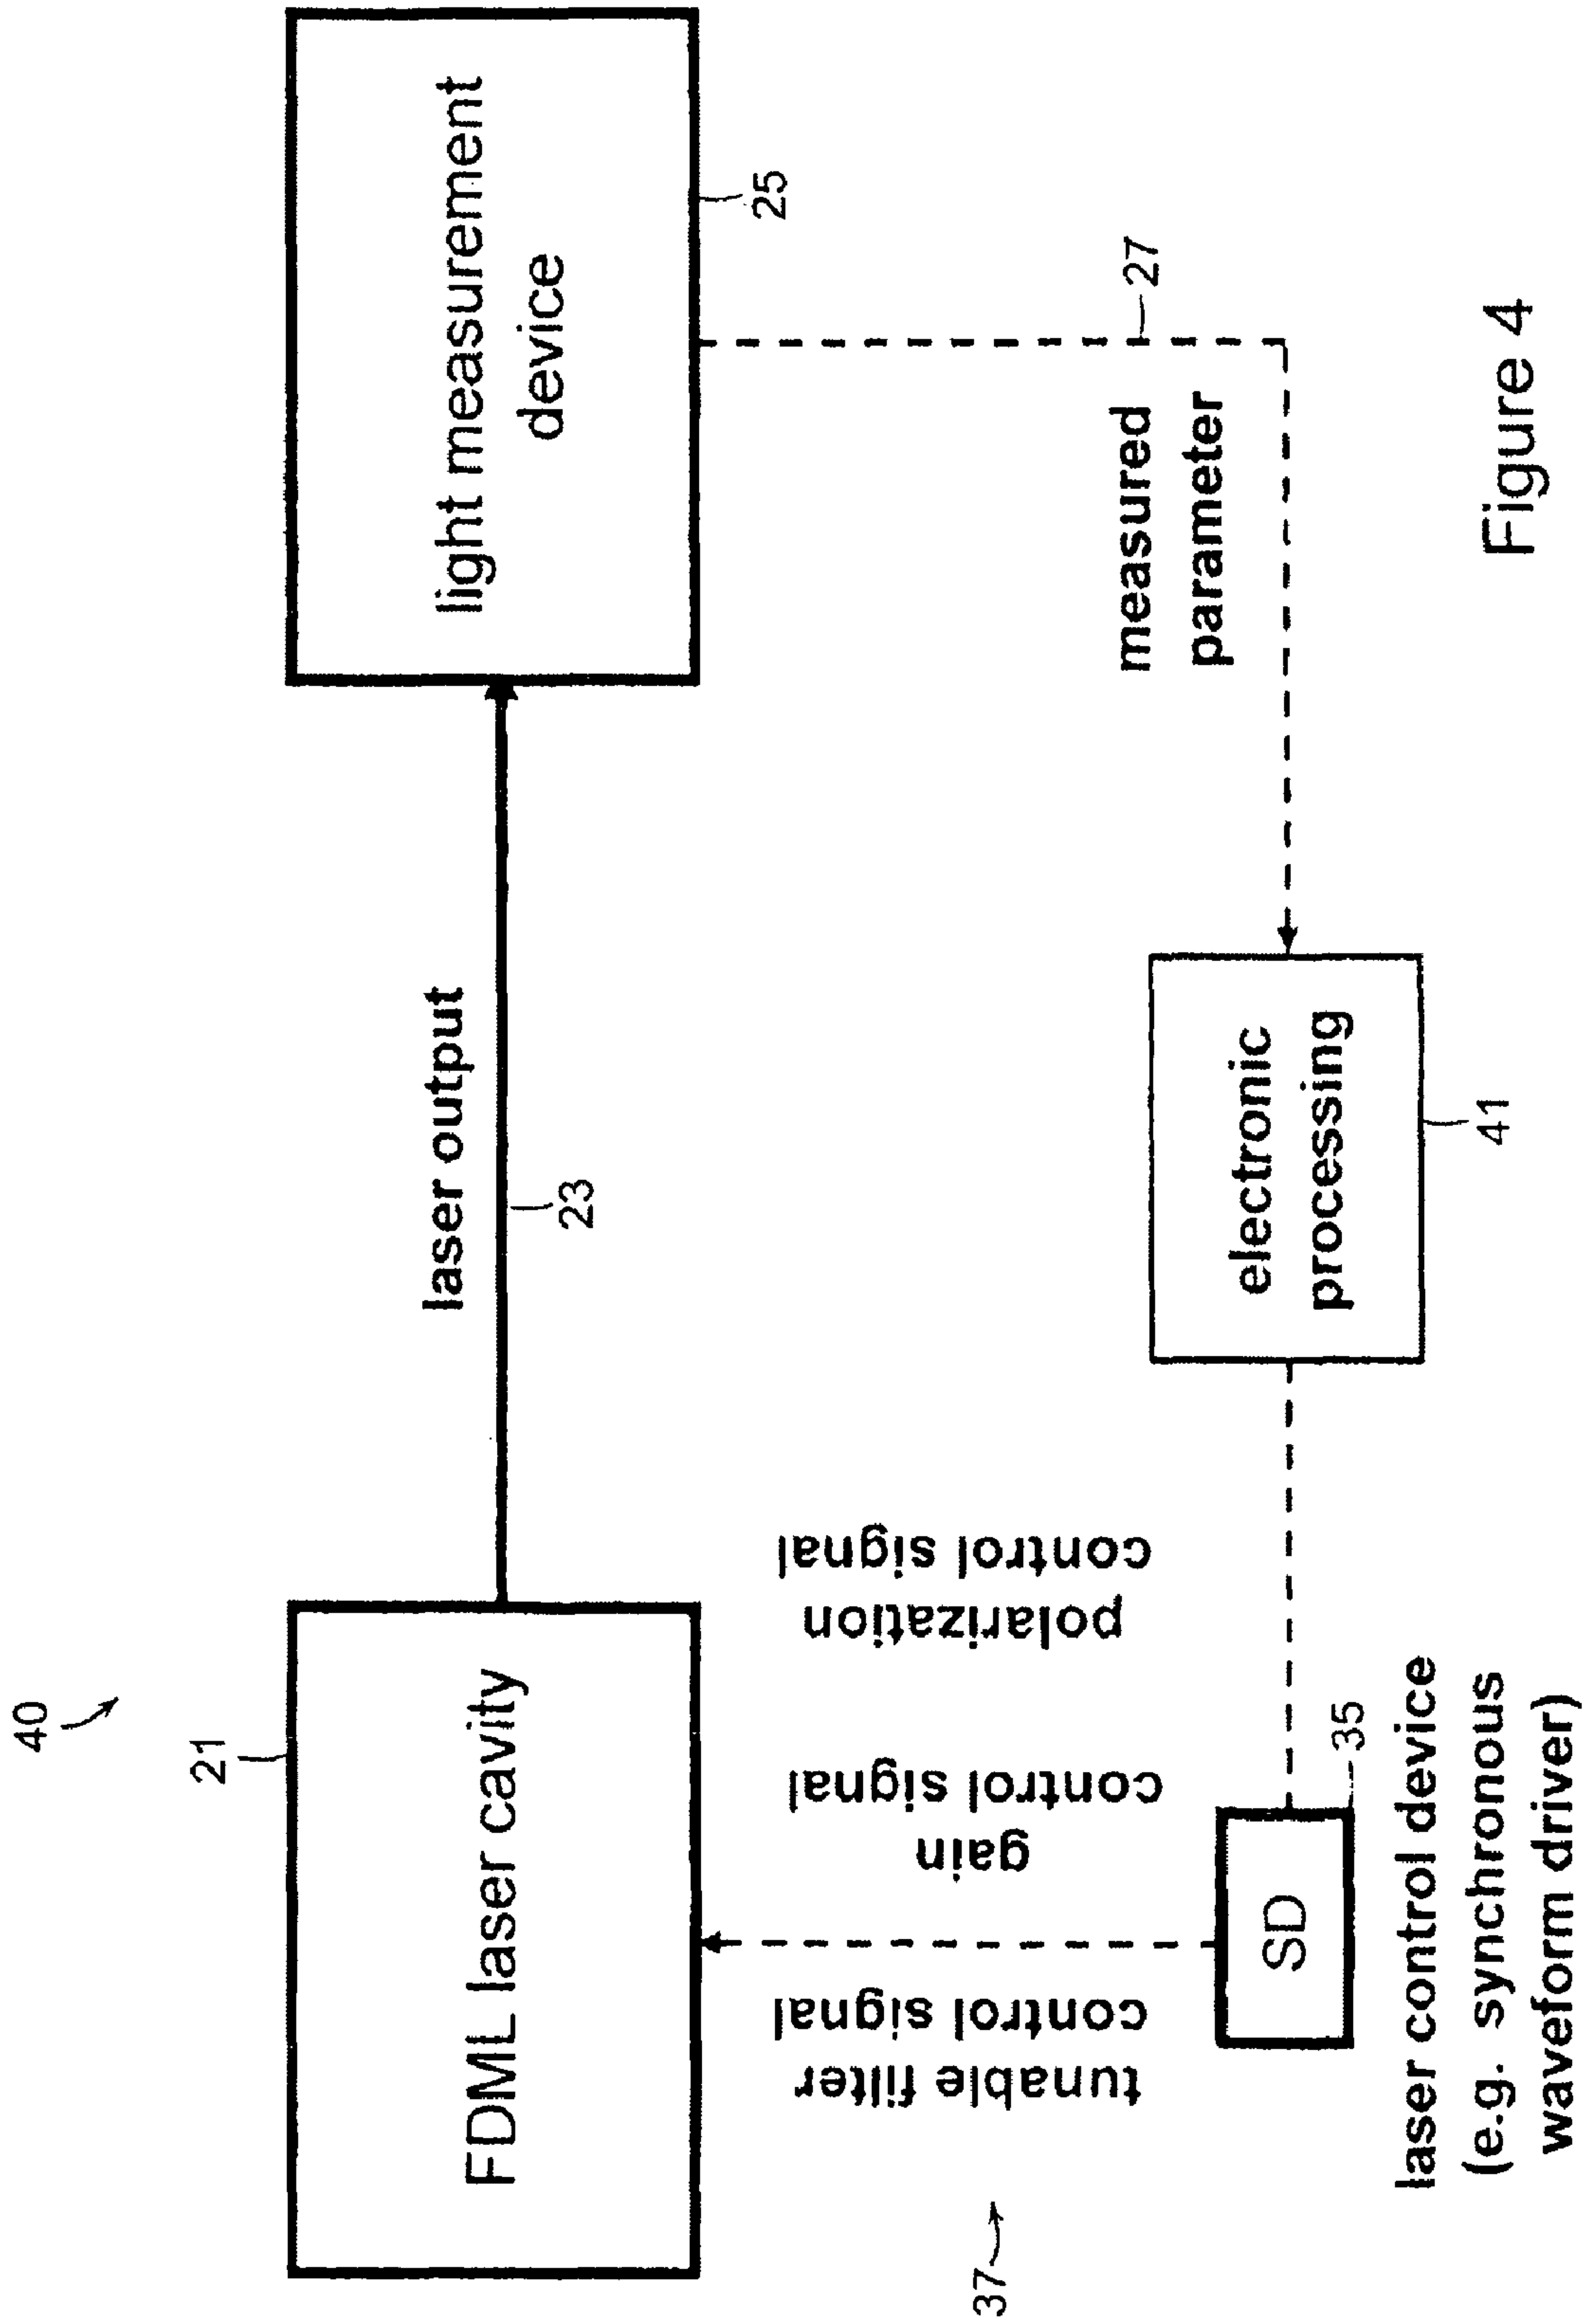 40
21
FDML laser cavity
laser output
23
light measurement
device
25
27
measured
parameter
electronic
processing
41
polarization
control signal
gain
control signal
tunable filter
control signal
37
SD
35
laser control device
(e.g. synchronous
waveform driver)
Figure 4